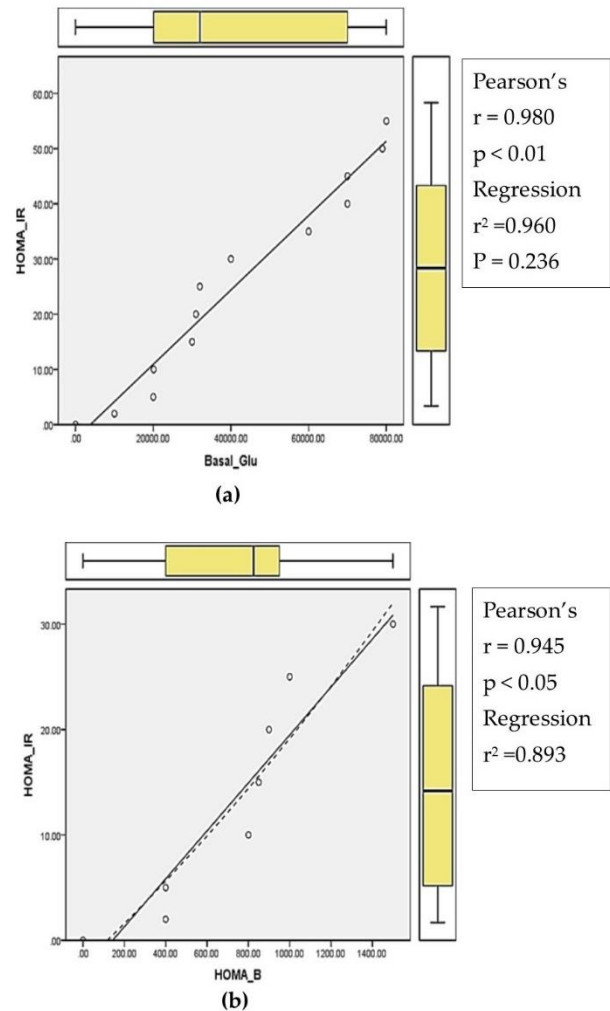 Pearson's
r = 0.980
p < 0.01
Regression
r² =0.960
P = 0.236
HOMA_IR
60.00
50.00
40.00
30.00
20.00
10.00
.00
.00 20000.00 40000.00 60000.00 80000.00
Basal_Glu
(a)
Pearson's
r = 0.945
p < 0.05
Regression
r² =0.893
HOMA_IR
30.00
20.00
10.00
.00
.00 200.00 400.00 600.00 800.00 1000.00 1200.00 1400.00
HOMA_B
(b)